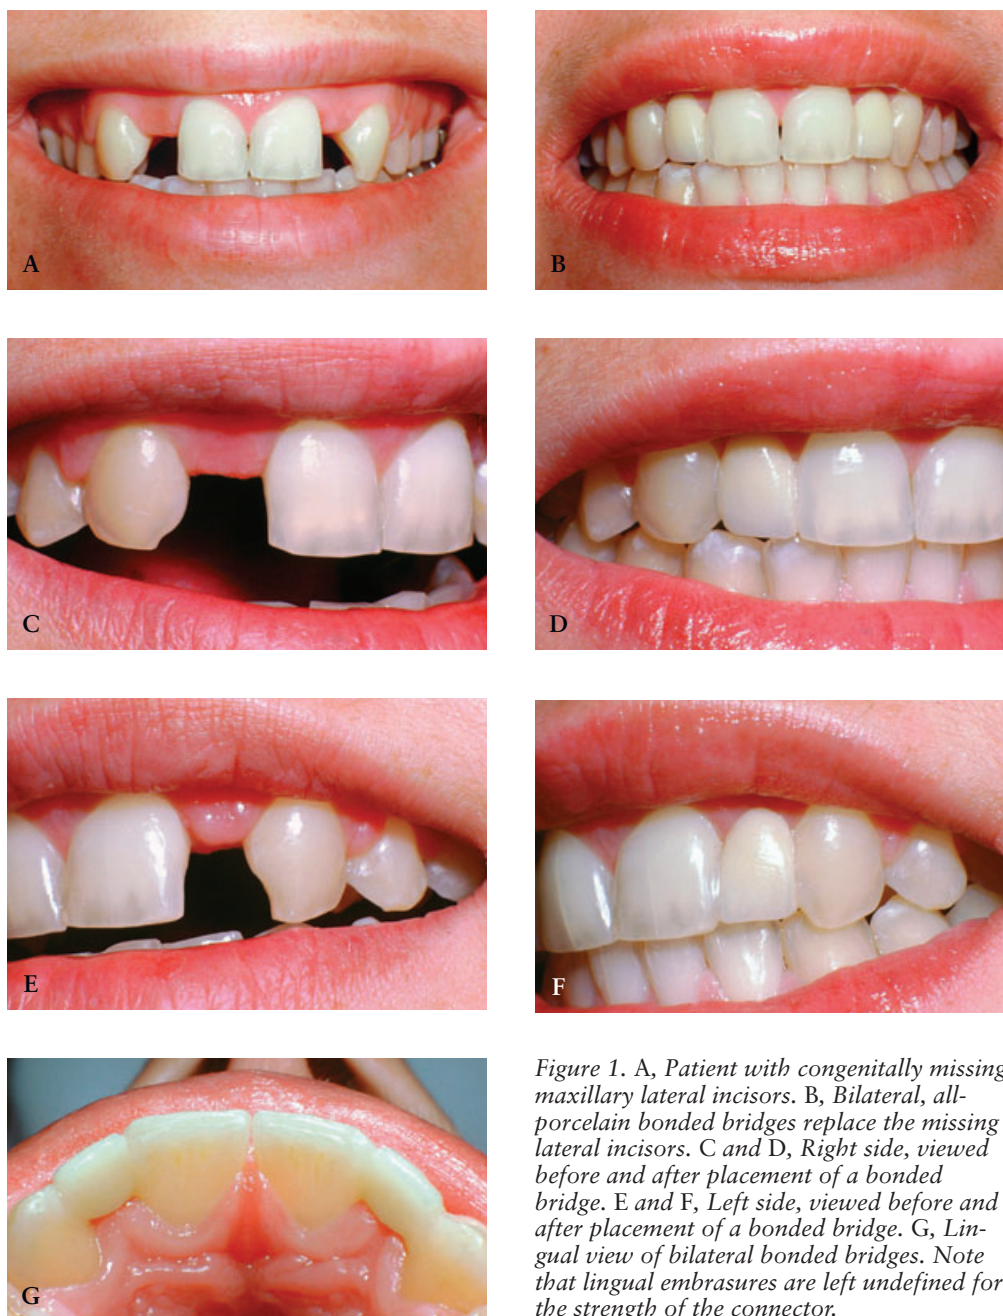 A
B
C
D
E
F
G
Figure 1. A, Patient with congenitally missing
maxillary lateral incisors. B, Bilateral, all-
porcelain bonded bridges replace the missing
lateral incisors. C and D, Right side, viewed
before and after placement of a bonded
bridge. E and F, Left side, viewed before and
after placement of a bonded bridge. G, Lin-
gual view of bilateral bonded bridges. Note
that lingual embrasures are left undefined for
the strength of the connector.